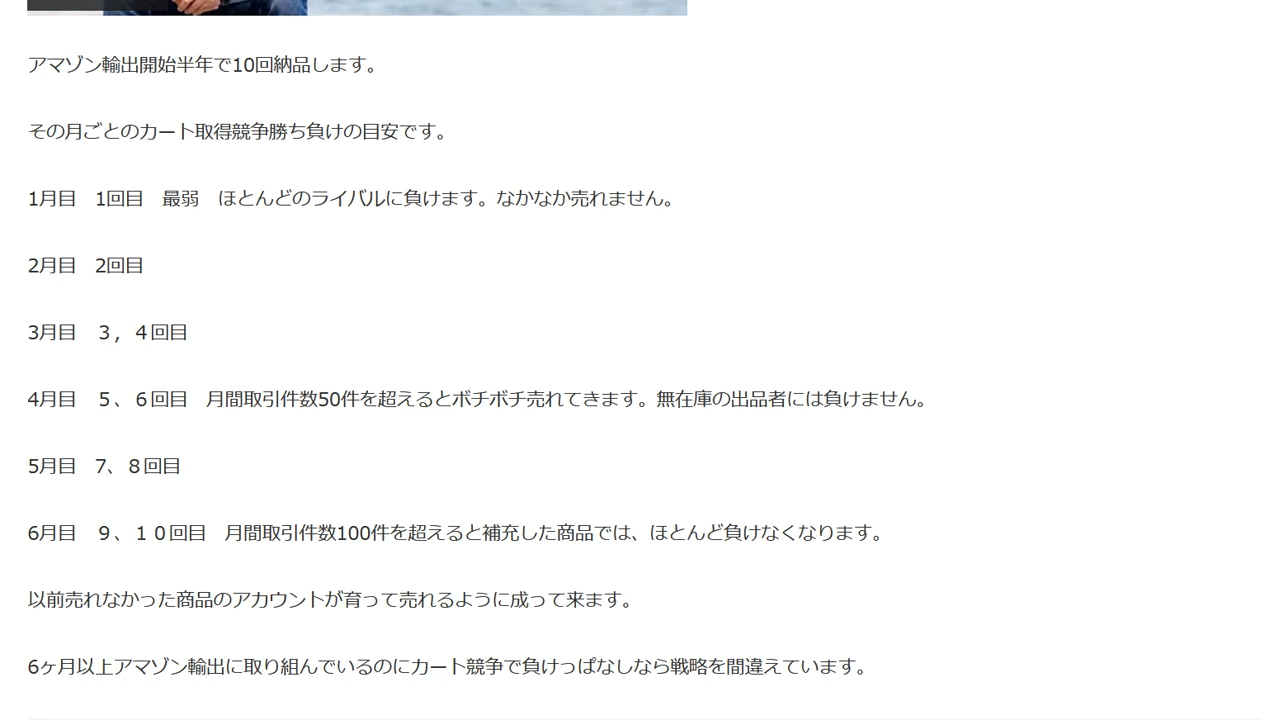 アマゾン輸出開始半年で10回納品します。
その月ごとのカート取得競争勝ち負けの目安です。
1月目　1回目　最弱　ほとんどのライバルに負けます。なかなか売れません。
2月目　2回目
3月目　３，４回目
4月目　５、６回目　月間取引件数50件を超えるとボチボチ売れてきます。無在庫の出品者には負けません。
5月目　7、８回目
6月目　９、１０回目　月間取引件数100件を超えると補充した商品では、ほとんど負けなくなります。
以前売れなかった商品のアカウントが育って売れるように成って来ます。
6ヶ月以上アマゾン輸出に取り組んでいるのにカート競争で負けっぱなしなら戦略を間違えています。